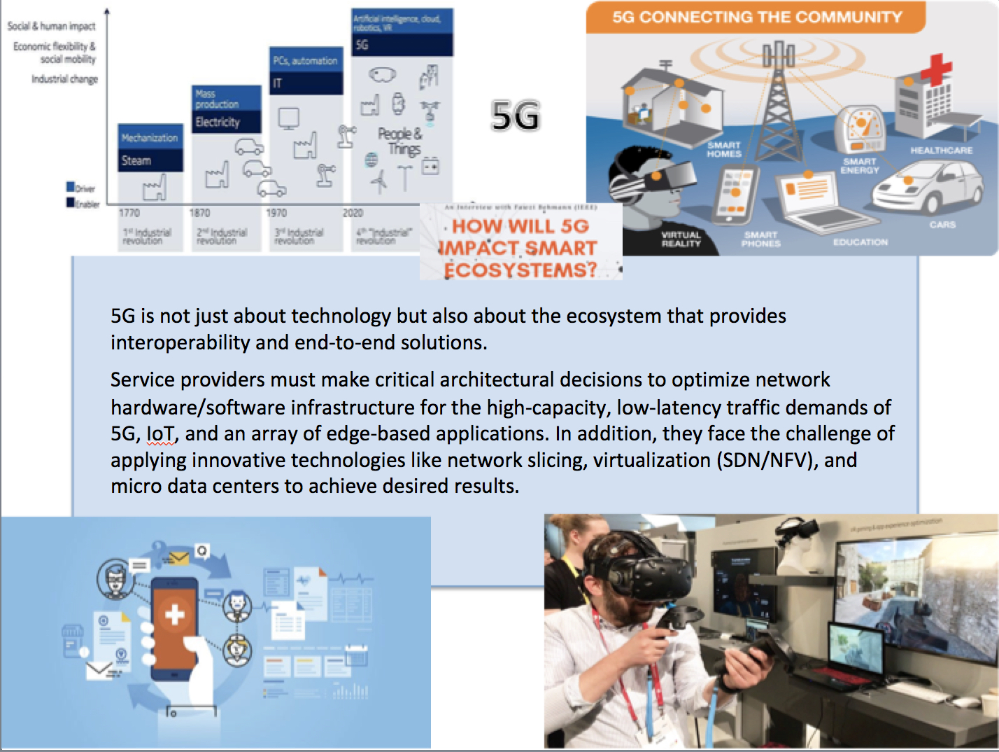 Social & human impact
Economic flexibility &
social mobility
Industrial change
Artificial intelligence, cloud,
robotics, VR
5G
PCs, automation
IT
Mass
production
Electricity
Mechanization
Steam
People &
Things
Driver
Enabler
1770
1870
1970
2020
1st Industrial
revolution
2nd Industrial
revolution
3rd Industrial
revolution
4th "Industrial"
revolution
5G
5G CONNECTING THE COMMUNITY
SMART
HOMES
HEALTHCARE
SMART
ENERGY
CARS
VIRTUAL
REALITY
SMART
PHONES
EDUCATION
An Interview with Fawzi Behmann (IEEE)
HOW WILL 5G
IMPACT SMART
ECOSYSTEMS?
5G is not just about technology but also about the ecosystem that provides
interoperability and end-to-end solutions.
Service providers must make critical architectural decisions to optimize network
hardware/software infrastructure for the high-capacity, low-latency traffic demands of
5G, IoT, and an array of edge-based applications. In addition, they face the challenge of
applying innovative technologies like network slicing, virtualization (SDN/NFV), and
micro data centers to achieve desired results.
Q
VR gaming & app experience optimization